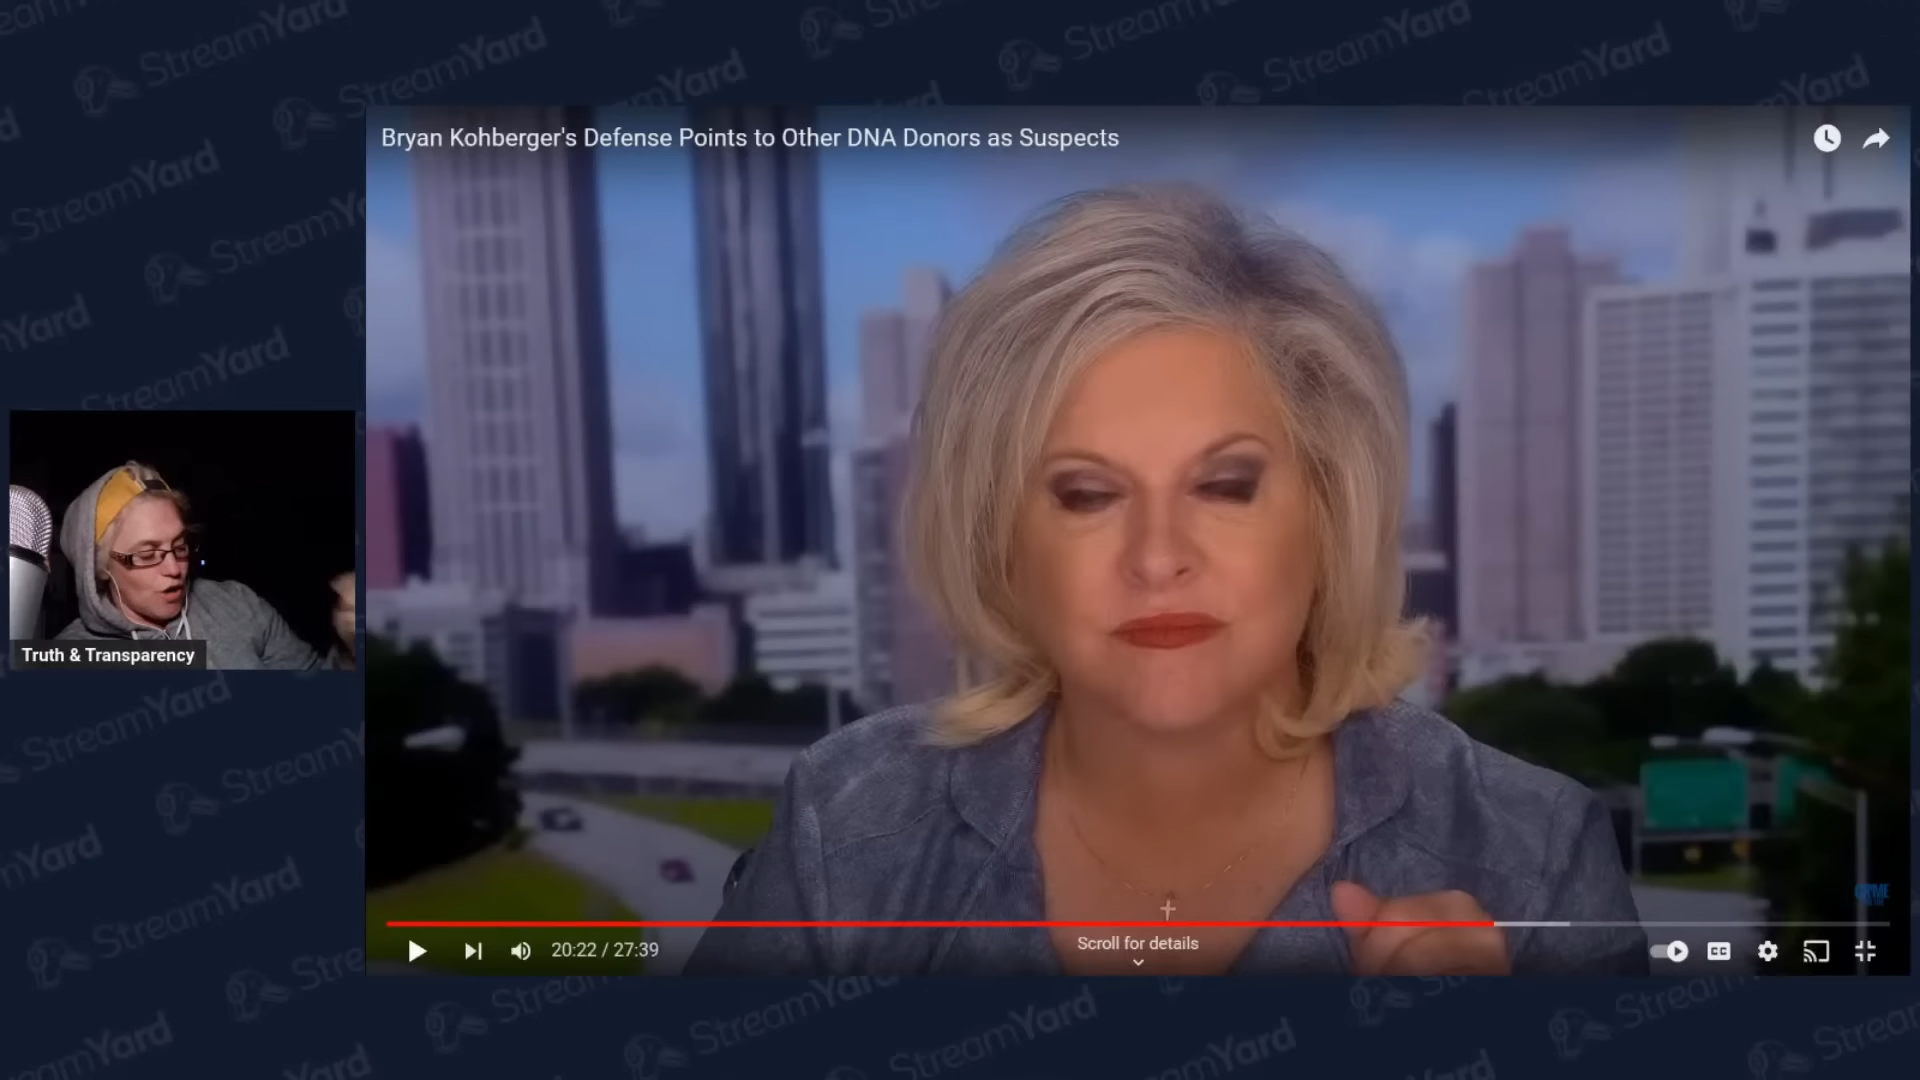 Bryan Kohberger's Defense Points to Other DNA Donors as Suspects
Truth & Transparency
Scroll for details
20:22 / 27:39
CC
StreamYard